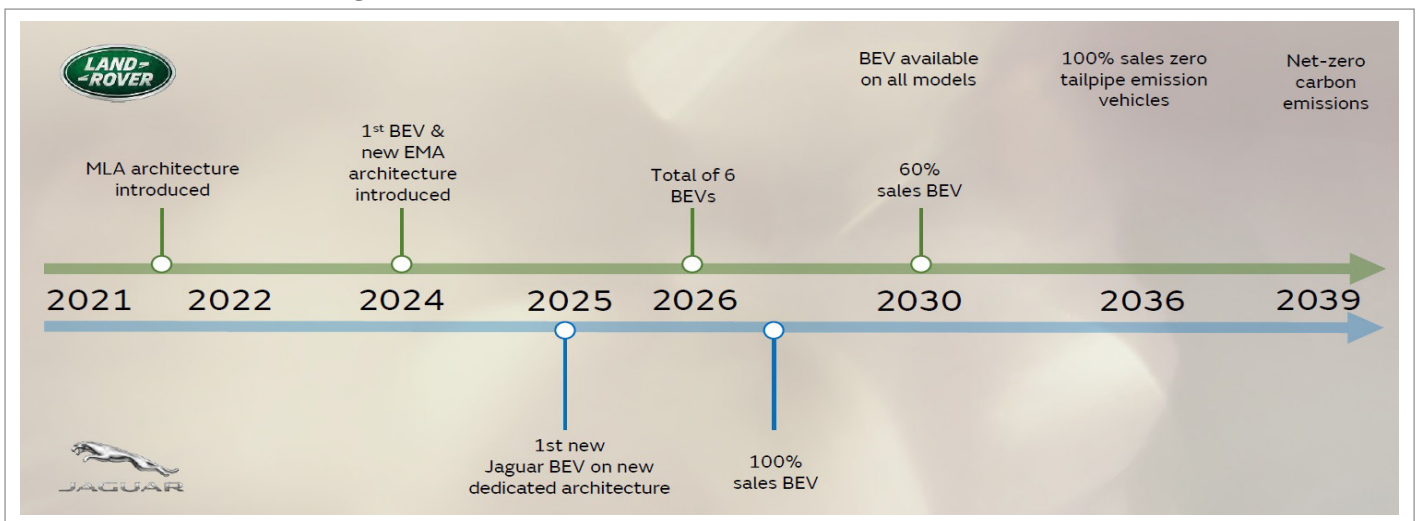 LAND-
-ROVER
BEV available
on all models
100% sales zero
tailpipe emission
vehicles
Net-zero
carbon
emissions
MLA architecture
introduced
1st BEV &
new EMA
architecture
introduced
Total of 6
BEVs
60%
sales BEV
2021 2022 2024 2025 2026 2030 2036 2039
1st new
Jaguar BEV on new
dedicated architecture
100%
sales BEV
JAGUAR